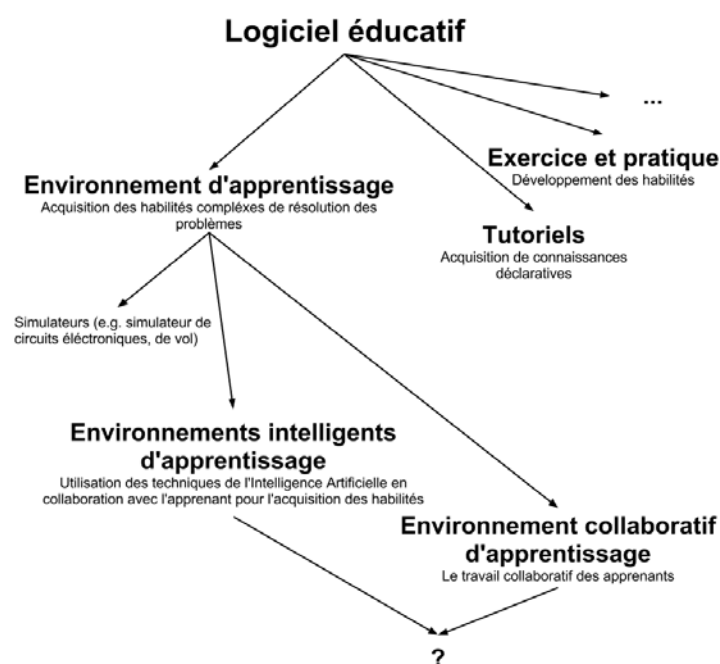 Logiciel éducatif
...
Exercice et pratique
Développement des habilités
Environnement d'apprentissage
Acquisition des habilités compléxes de résolution des
problèmes
Tutoriels
Acquisition de connaissances
déclaratives
Simulateurs (e.g. simulateur de
circuits éléctroniques, de vol)
Environnements intelligents
d'apprentissage
Utilisation des techniques de l'Intelligence Artificielle en
collaboration avec l'apprenant pour l'acquisition des habilités
Environnement collaboratif
d'apprentissage
Le travail collaboratif des apprenants
?